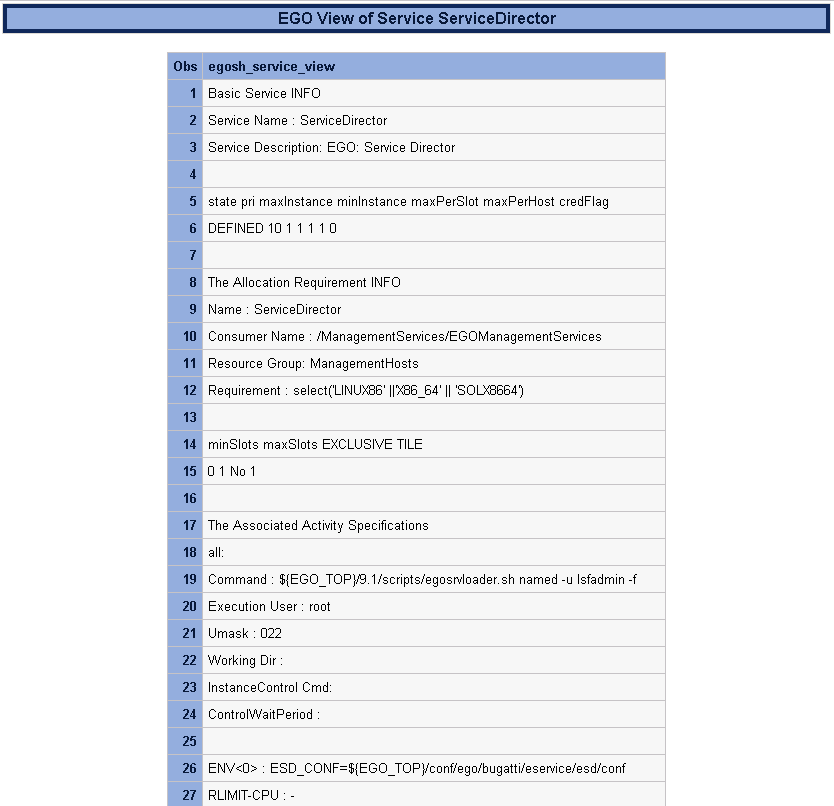 EGO View of Service ServiceDirector
Obs egosh_service_view
1 Basic Service INFO
2 Service Name : ServiceDirector
3 Service Description: EGO: Service Director
4
5 state pri maxInstance minInstance maxPerSlot maxPerHost credFlag
6 DEFINED 10 1 1 1 1 0
7
8 The Allocation Requirement INFO
9 Name : ServiceDirector
10 Consumer Name : /ManagementServices/EGOManagementServices
11 Resource Group: ManagementHosts
12 Requirement : select('LINUX86' ||'X86_64' || 'SOLX8664')
13
14 minSlots maxSlots EXCLUSIVE TILE
15 0 1 No 1
16
17 The Associated Activity Specifications
18 all:
19 Command : ${EGO_TOP}/9.1/scripts/egosrvloader.sh named -u lsfadmin -f
20 Execution User : root
21 Umask : 022
22 Working Dir :
23 InstanceControl Cmd:
24 ControlWaitPeriod :
25
26 ENV<0> : ESD_CONF=${EGO_TOP}/conf/ego/bugatti/eservice/esd/conf
27 RLIMIT-CPU : -